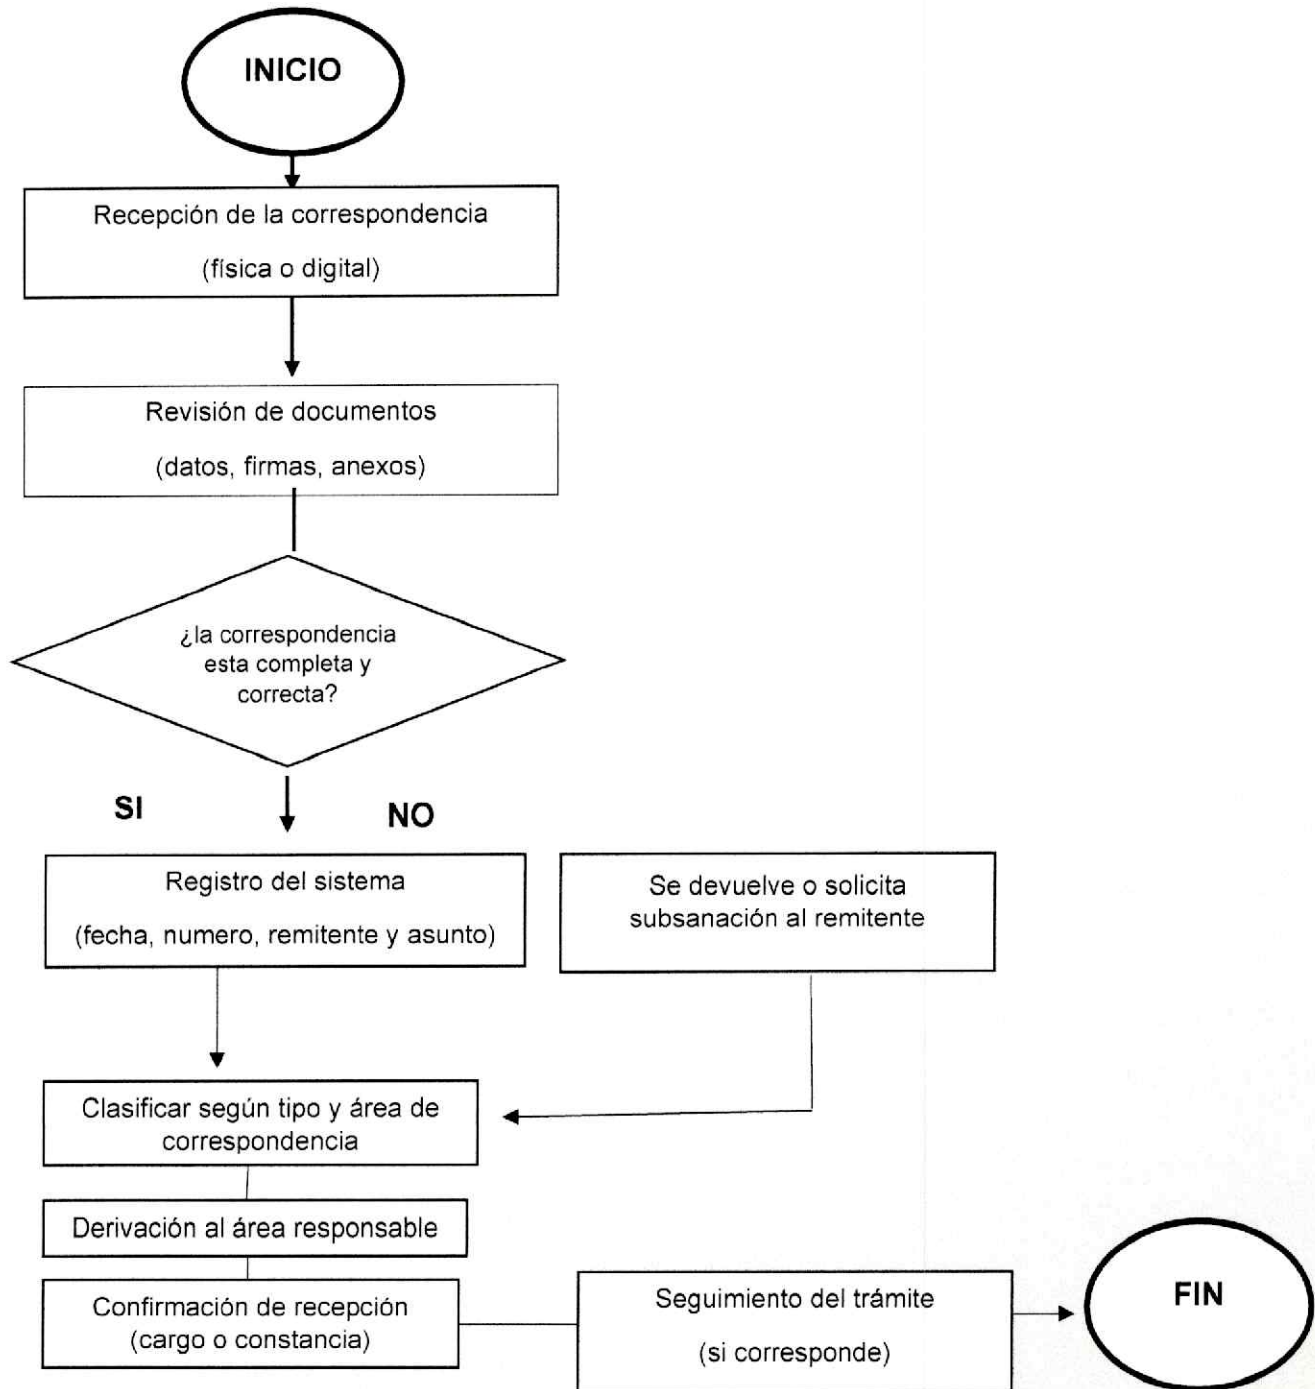 INICIO
Recepción de la correspondencia
(física o digital)
Revisión de documentos
(datos, firmas, anexos)
¿la correspondencia
esta completa y
correcta?
SI
NO
Registro del sistema
(fecha, numero, remitente y asunto)
Se devuelve o solicita
subsanación al remitente
Clasificar según tipo y área de
correspondencia
Derivación al área responsable
Confirmación de recepción
(cargo o constancia)
Seguimiento del trámite
(si corresponde)
FIN